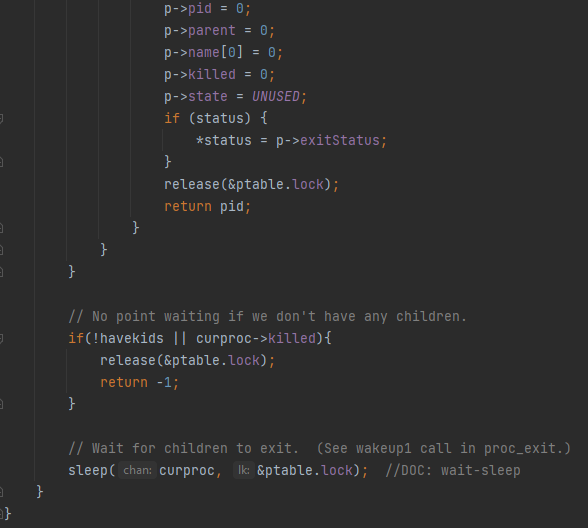 p->pid = 0;
p->parent = 0;
p->name[0] = 0;
p->killed = 0;
p->state = UNUSED;
if (status) {
*status = p->exitStatus;
}
release(&ptable.lock);
return pid;
}
}
}
// No point waiting if we don't have any children.
if(!havekids || curproc->killed){
release(&ptable.lock);
return -1;
}
// Wait for children to exit.  (See wakeup1 call in proc_exit.)
sleep( chan: curproc, lk: &ptable.lock);  //DOC: wait-sleep
}
}